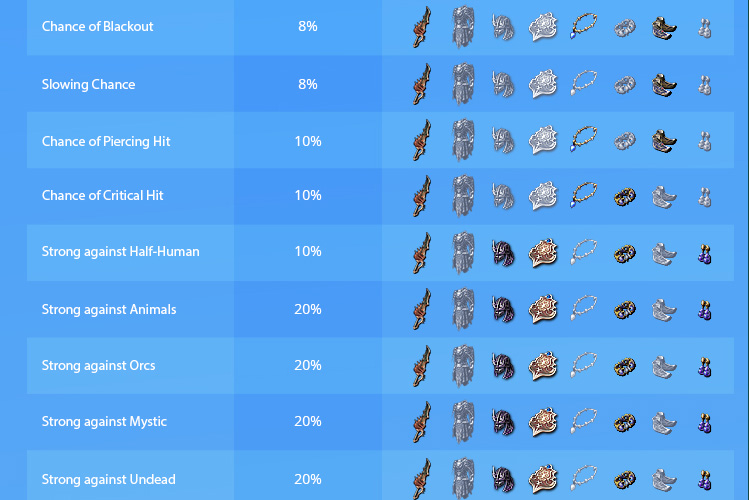 Chance of Blackout 8%
Slowing Chance 8%
Chance of Piercing Hit 10%
Chance of Critical Hit 10%
Strong against Half-Human 10%
Strong against Animals 20%
Strong against Orcs 20%
Strong against Mystic 20%
Strong against Undead 20%